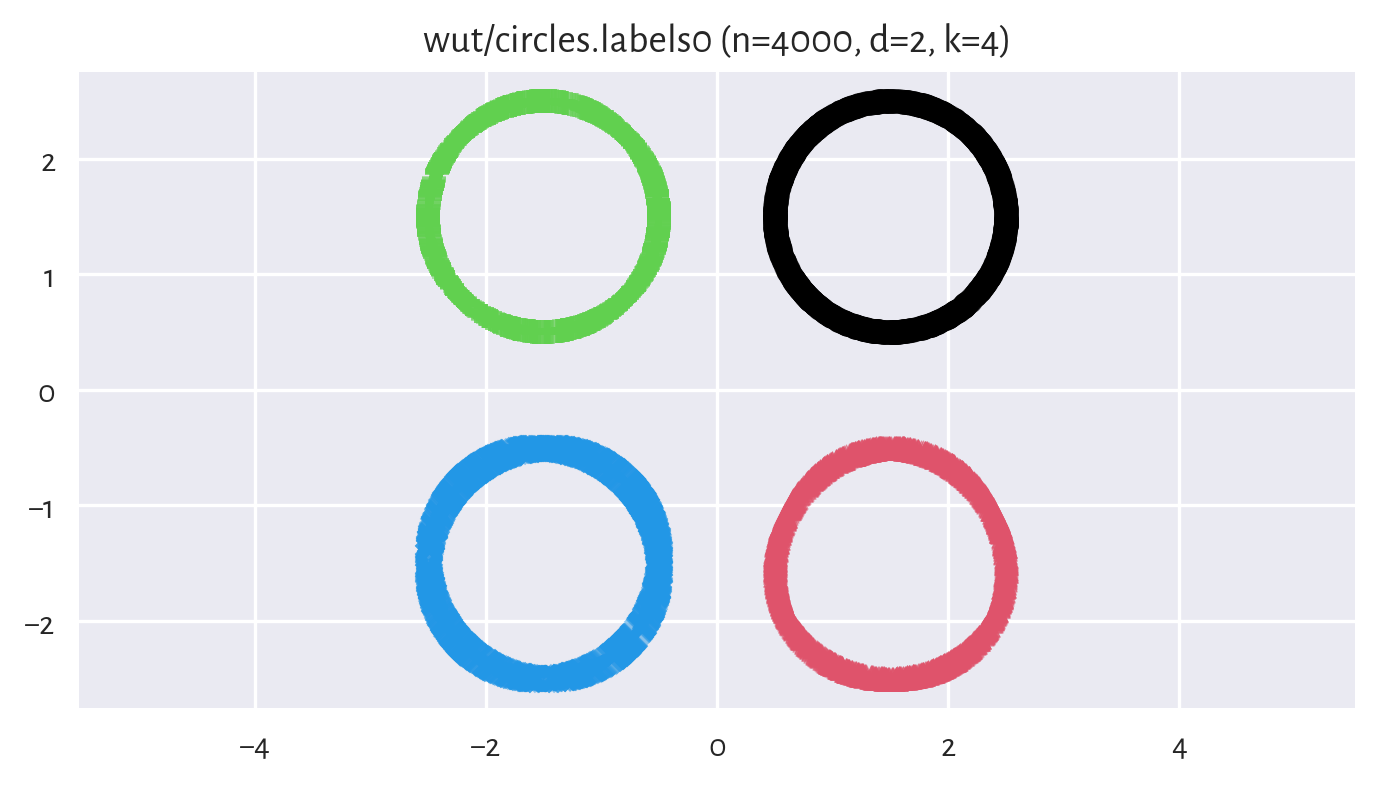 wut/circles.labels0 (n=4000, d=2, k=4)
2
1
0
−1
−2
−4 −2 0 2 4